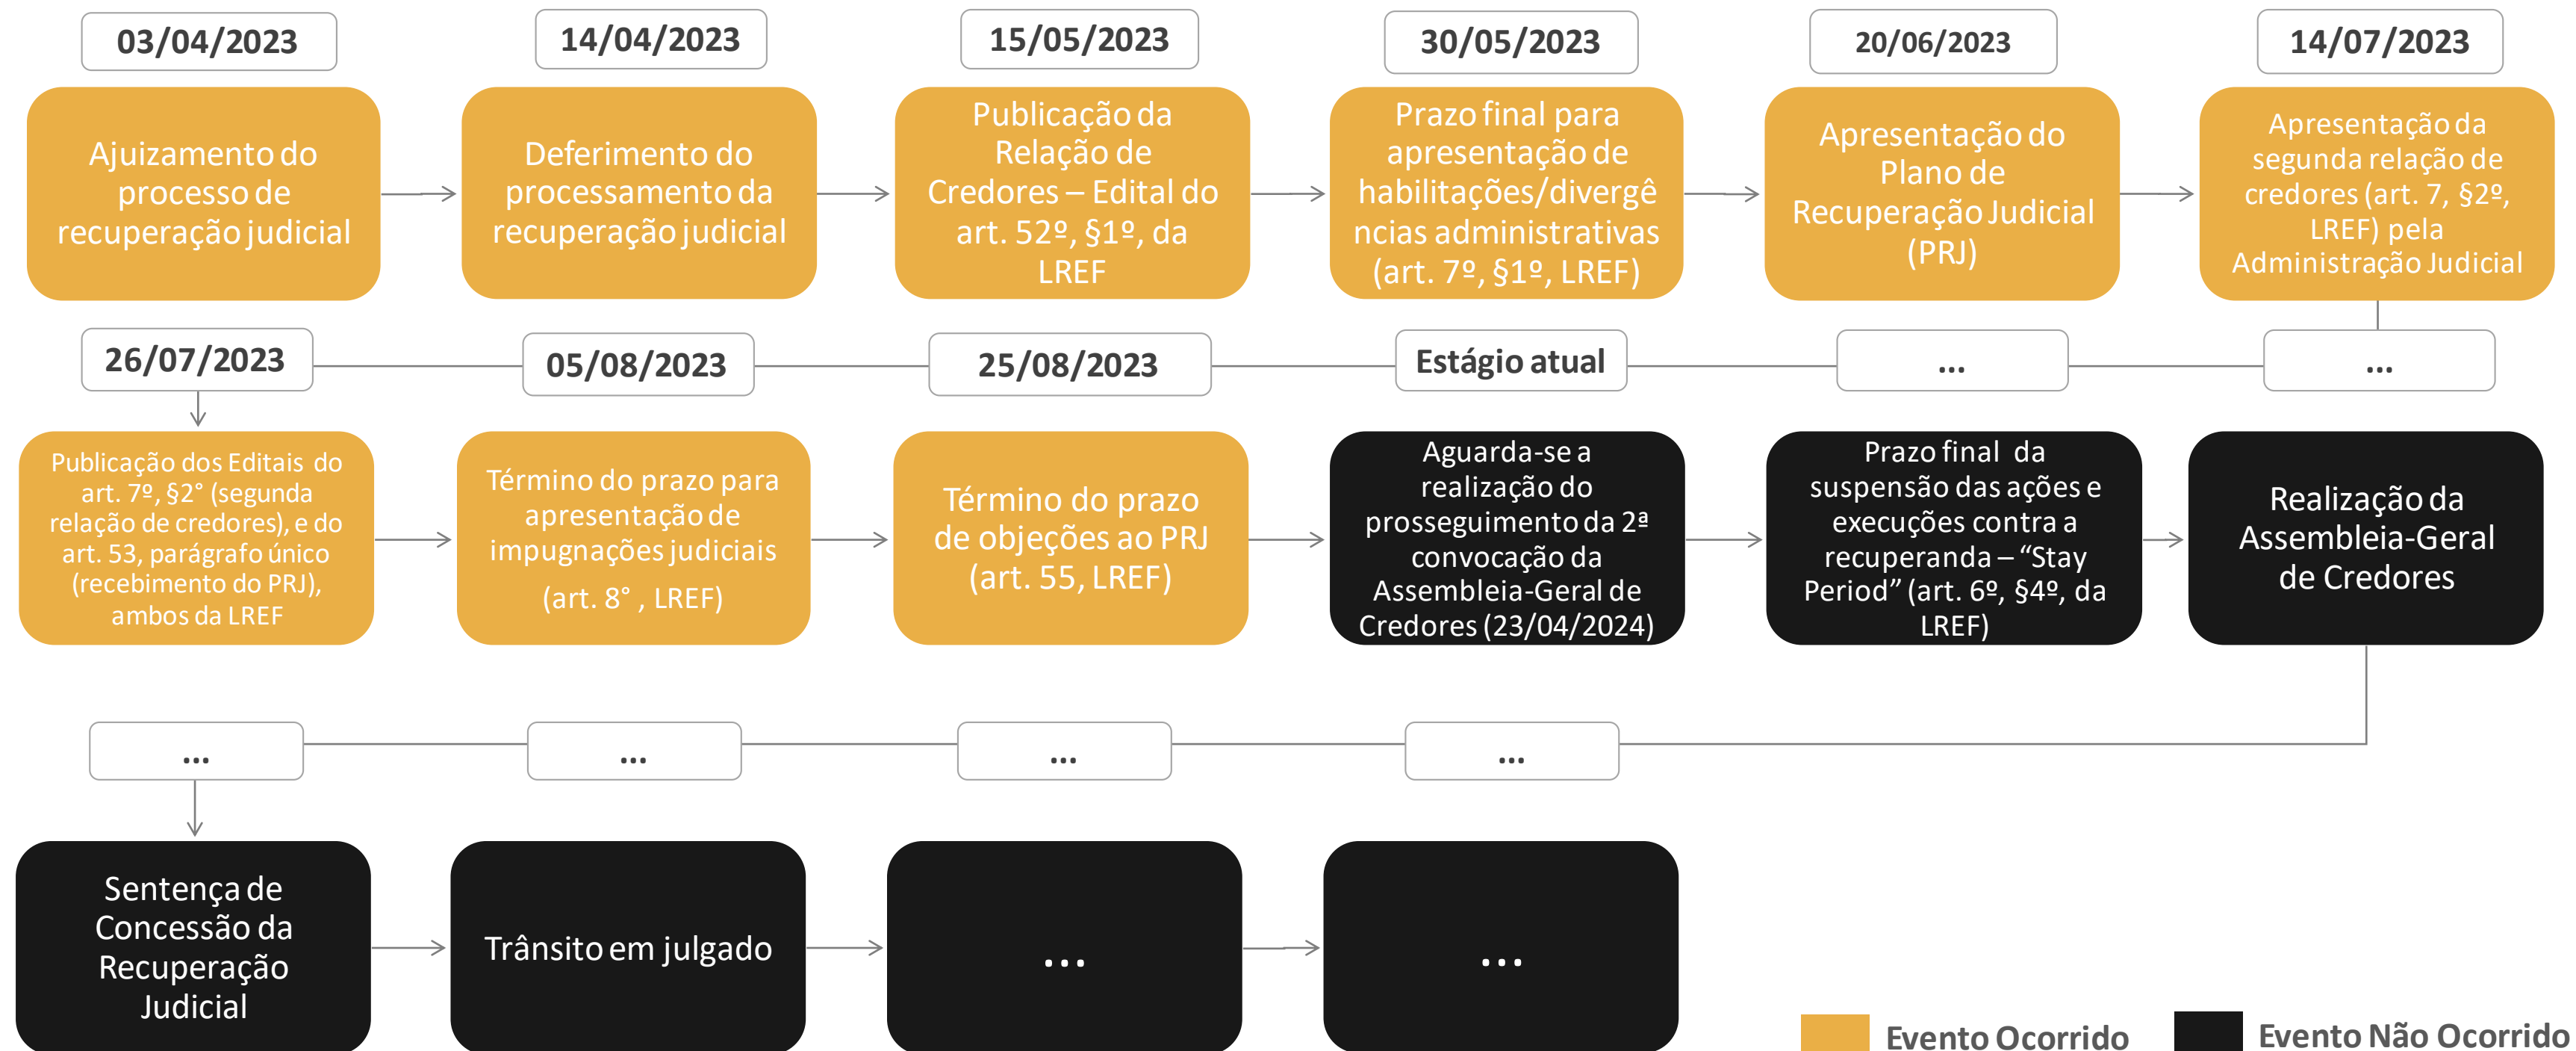 03/04/2023
14/04/2023
15/05/2023
30/05/2023
20/06/2023
14/07/2023
Ajuizamento do
processo de
recuperação judicial
Deferimento do
processamento da
recuperação judicial
Publicação da
Relação de
Credores – Edital do
art. 52º, §1º, da
LREF
Prazo final para
apresentação de
habilitações/divergê
ncias administrativas
(art. 7º, §1º, LREF)
Apresentação do
Plano de
Recuperação Judicial
(PRJ)
Apresentação da
segunda relação de
credores (art. 7, §2º,
LREF) pela
Administração Judicial
26/07/2023
05/08/2023
25/08/2023
Estágio atual
...
...
Publicação dos Editais do
art. 7º, §2° (segunda
relação de credores), e do
art. 53, parágrafo único
(recebimento do PRJ),
ambos da LREF
Término do prazo para
apresentação de
impugnações judiciais
(art. 8° , LREF)
Término do prazo
de objeções ao PRJ
(art. 55, LREF)
Aguarda-se a
realização do
prosseguimento da 2ª
convocação da
Assembleia-Geral de
Credores (23/04/2024)
Prazo final da
suspensão das ações e
execuções contra a
recuperanda – “Stay
Period” (art. 6º, §4º, da
LREF)
Realização da
Assembleia-Geral
de Credores
...
...
...
...
Sentença de
Concessão da
Recuperação
Judicial
Trânsito em julgado
...
...
Evento Ocorrido
Evento Não Ocorrido